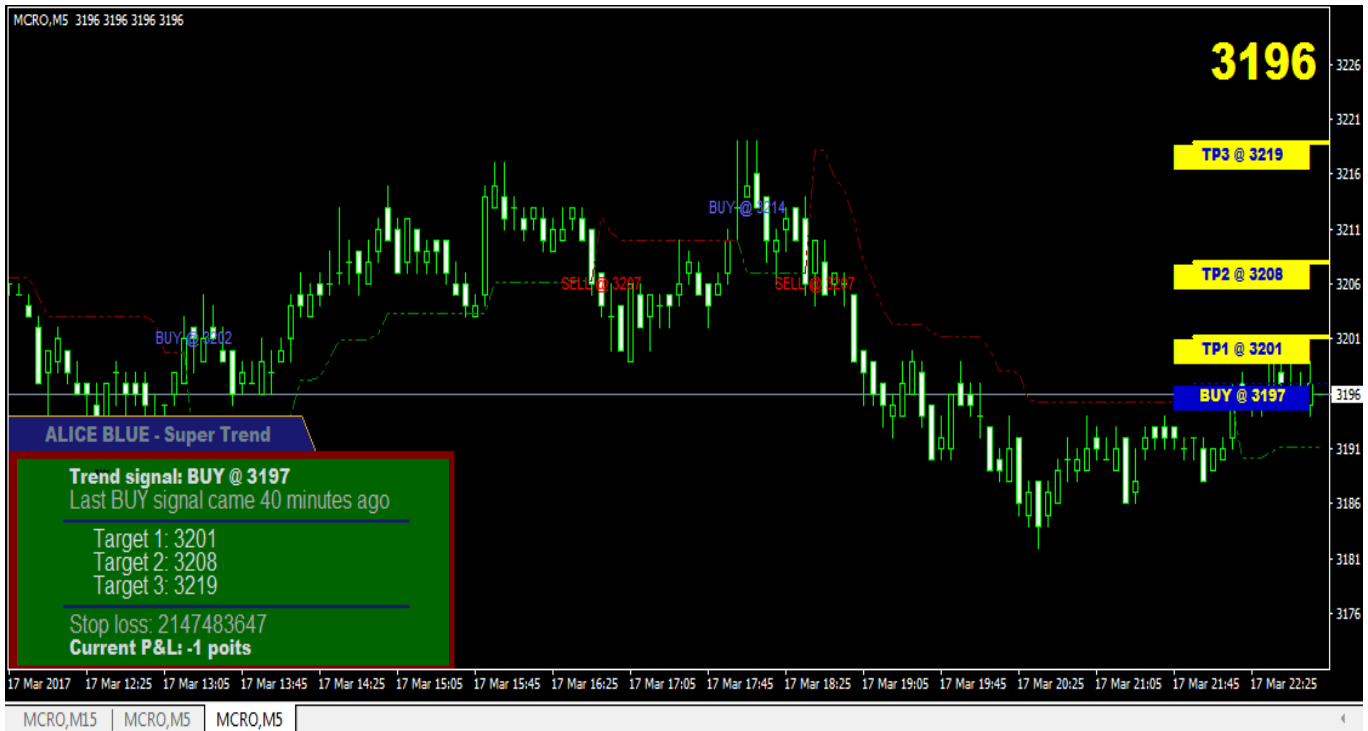 MCRO,M5 3196 3196 3196 3196
3196
3226
3221
TP3 @ 3219
3216
BUY @ 3214
3211
TP2 @ 3208
SELL @ 3207
SELL @ 3207
3206
BUY @ 3202
3201
TP1 @ 3201
BUY @ 3197
3196
ALICE BLUE - Super Trend
3191
Trend signal: BUY @ 3197
Last BUY signal came 40 minutes ago
3186
Target 1: 3201
Target 2: 3208
3181
Target 3: 3219
Stop loss: 2147483647
3176
Current P&L: -1 poits
17 Mar 2017 17 Mar 12:25 17 Mar 13:05 17 Mar 13:45 17 Mar 14:25 17 Mar 15:05 17 Mar 15:45 17 Mar 16:25 17 Mar 17:05 17 Mar 17:45 17 Mar 18:25 17 Mar 19:05 17 Mar 19:45 17 Mar 20:25 17 Mar 21:05 17 Mar 21:45 17 Mar 22:25
MCRO,M15 MCRO,M5 MCRO,M5